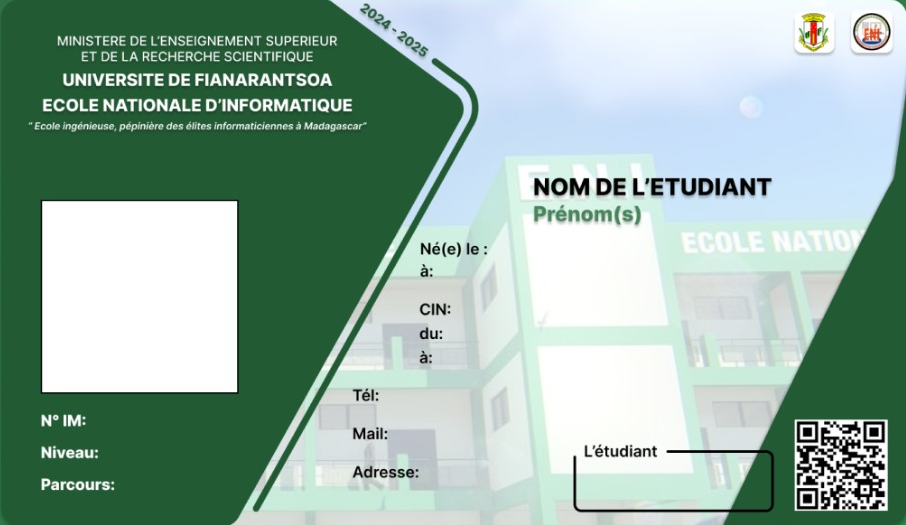 MINISTERE DE L'ENSEIGNEMENT SUPERIEUR
ET DE LA RECHERCHE SCIENTIFIQUE
UNIVERSITE DE FIANARANTSOA
ECOLE NATIONALE D'INFORMATIQUE
" Ecole ingénieuse, pépinière des élites informaticiennes à Madagascar"
2024 - 2025
ENI
E N I
NOM DE L'ETUDIANT
Prénom(s)
ECOLE NATION
Né(e) le :
à:
CIN:
du:
à:
Tél:
Mail:
Adresse:
N° IM:
Niveau:
Parcours:
L'étudiant